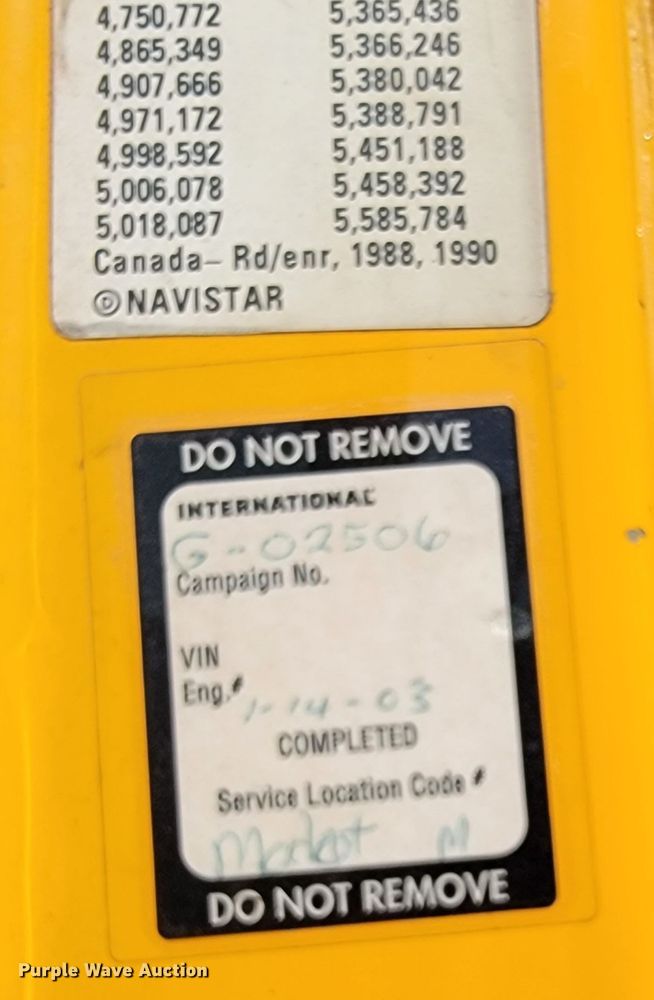 4,750,772 5,365,436
4,865,349 5,366,246
4,907,666 5,380,042
4,971,172 5,388,791
4,998,592 5,451,188
5,006,078 5,458,392
5,018,087 5,585,784
Canada– Rd/enr, 1988, 1990
©NAVISTAR
DO NOT REMOVE
INTERNATIONAL
G-02506
Campaign No.
VIN
Eng.# 1-14-03
COMPLETED
Service Location Code #
M
DO NOT REMOVE
Purple Wave Auction